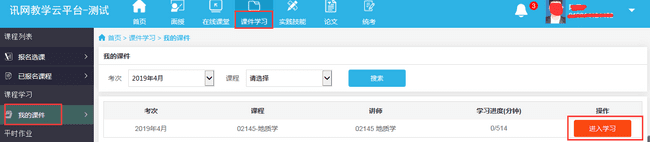 讯网教学云平台-测试
首页
面授
在线课堂
课件学习
实践技能
论文
统考
3
课程列表
报名选课
已报名课程
课程学习
我的课件
平时作业
首页 > 课件学习 > 我的课件
我的课件
考次 2019年4月 课程 请选择 搜索
考次 课程 讲师 学习进度(分钟) 操作
2019年4月 02145-地质学 02145 地质学 0/514 进入学习